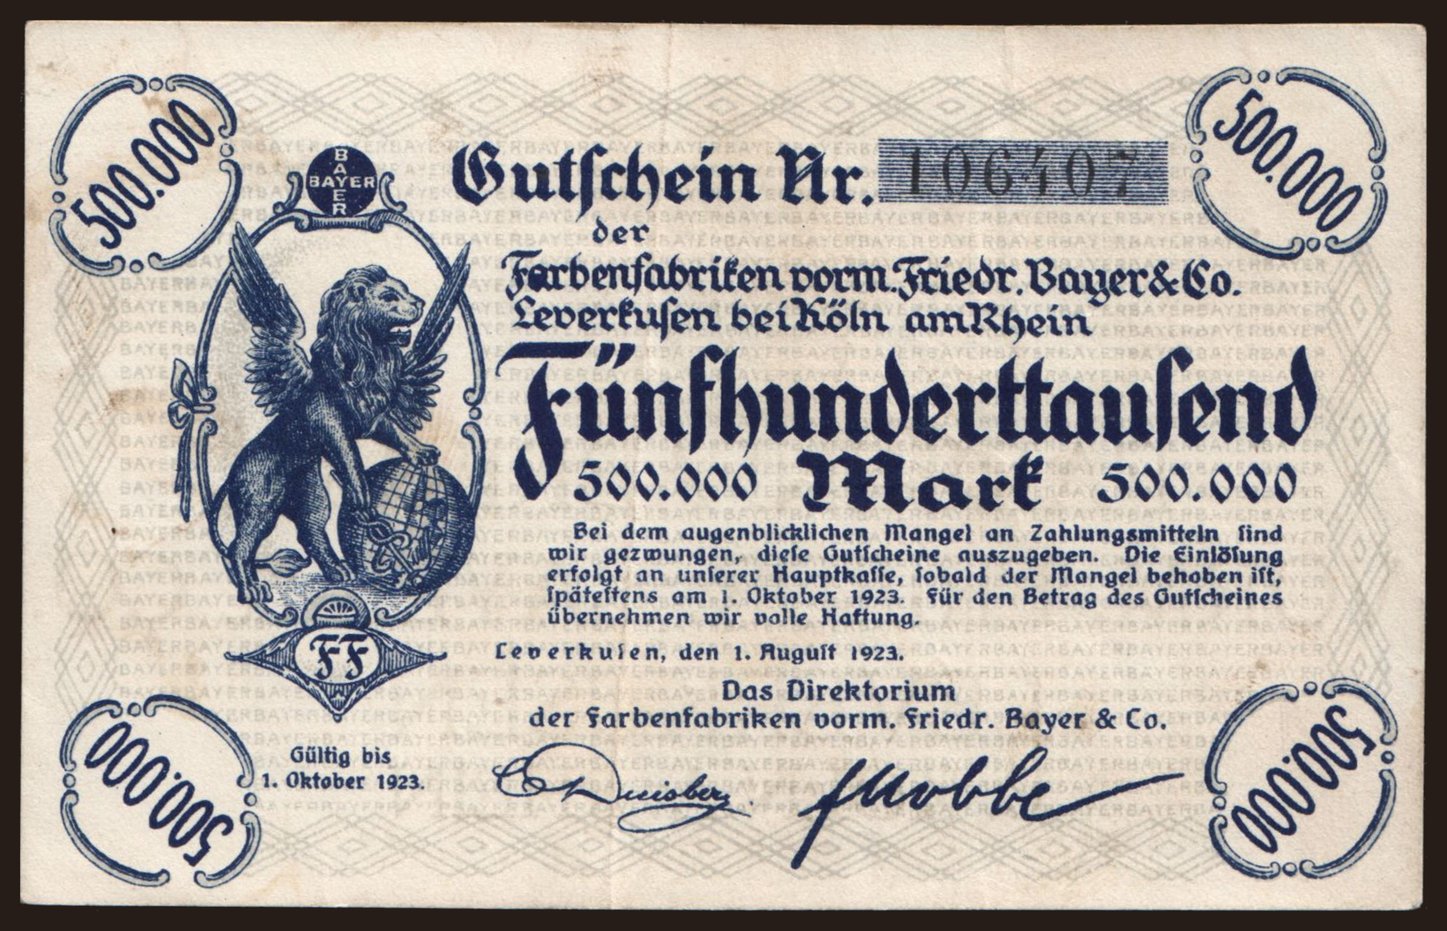 500.000
500.000
BAYER
BAYER
Gutschein Nr. 106407
der
Farbenfabriken vorm. Friedr. Bayer & Co.
Leverkusen bei Köln am Rhein
Fünfhunderttausend
500.000 Mark 500.000
Bei dem augenblicklichen Mangel an Zahlungsmitteln sind
wir gezwungen, diese Gutscheine auszugeben. Die Einlösung
erfolgt an unserer Hauptkasse, sobald der Mangel behoben ist,
spätestens am 1. Oktober 1923. Für den Betrag des Gutscheines
übernehmen wir volle Haftung.
FF
Leverkusen, den 1. August 1923.
Das Direktorium
der Farbenfabriken vorm. Friedr. Bayer & Co.
Gültig bis
1. Oktober 1923.
500.000
500.000